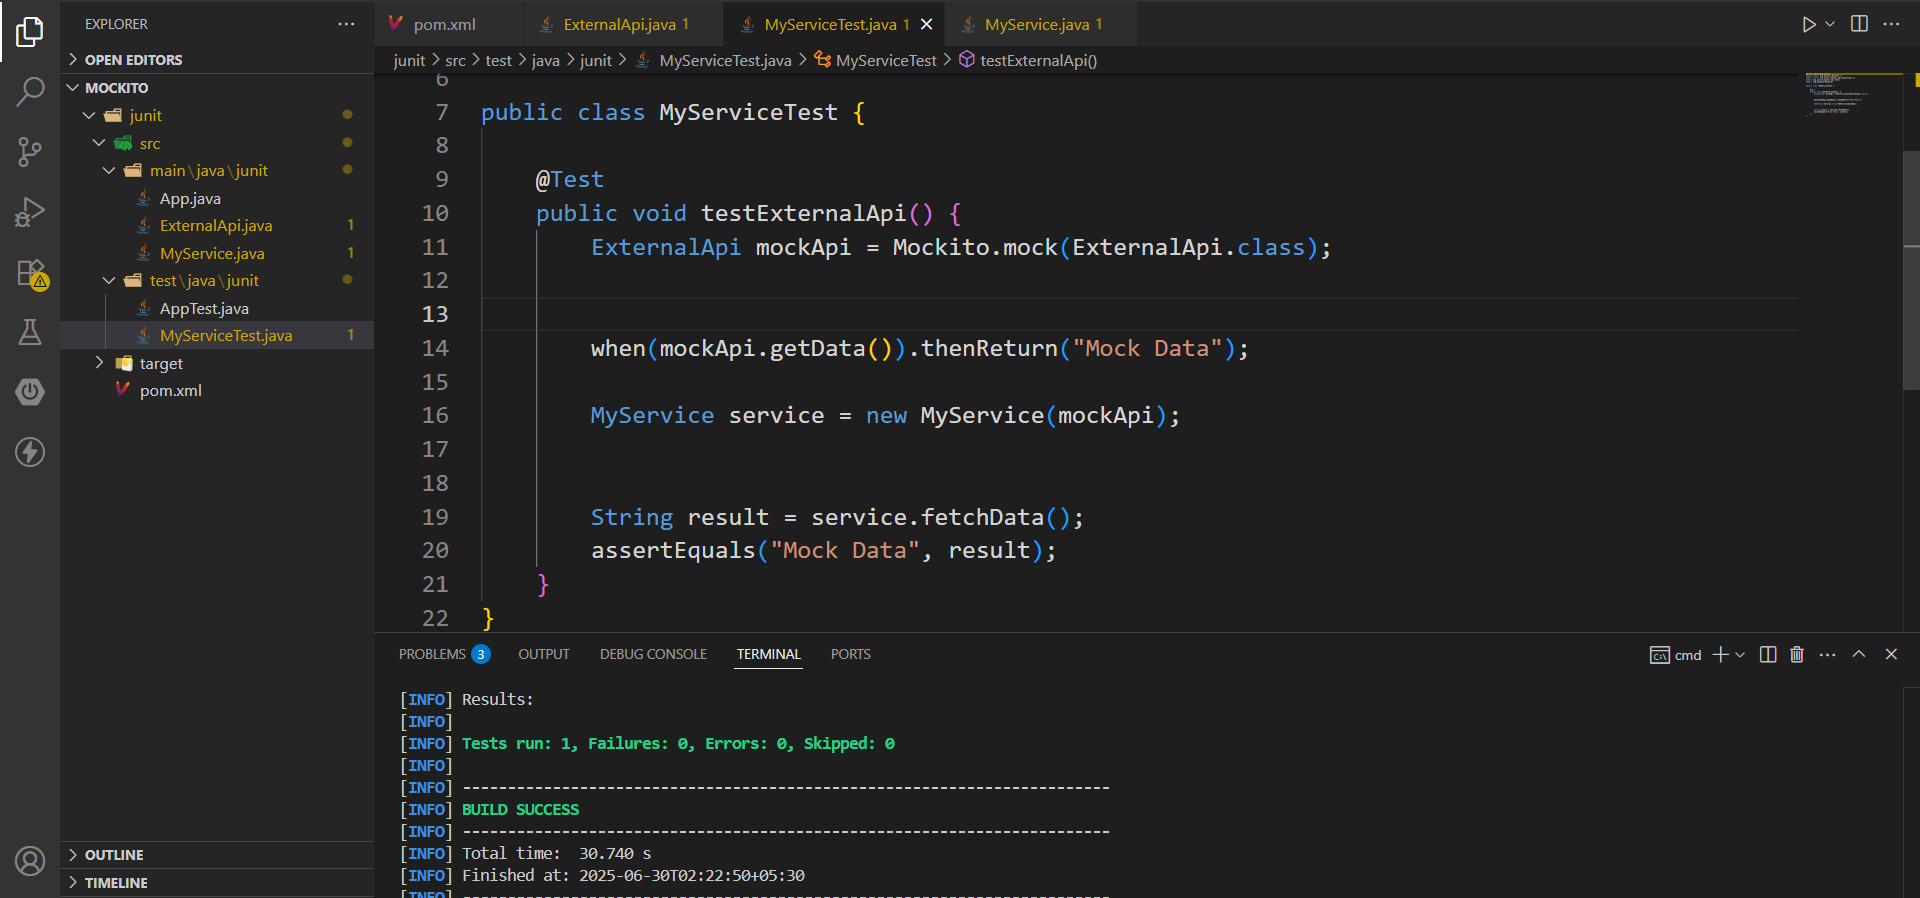 EXPLORER
OPEN EDITORS
MOCKITO
junit
src
main\java\junit
App.java
ExternalApi.java 1
MyService.java 1
test\java\junit
AppTest.java
MyServiceTest.java 1
target
pom.xml
OUTLINE
TIMELINE
pom.xml ExternalApi.java 1 MyServiceTest.java 1 MyService.java 1
junit > src > test > java > junit > MyServiceTest.java > MyServiceTest > testExternalApi()
6
7 public class MyServiceTest {
8
9 @Test
10 public void testExternalApi() {
11 ExternalApi mockApi = Mockito.mock(ExternalApi.class);
12
13
14 when(mockApi.getData()).thenReturn("Mock Data");
15
16 MyService service = new MyService(mockApi);
17
18
19 String result = service.fetchData();
20 assertEquals("Mock Data", result);
21 }
22 }
PROBLEMS 3 OUTPUT DEBUG CONSOLE TERMINAL PORTS cmd
[INFO] Results:
[INFO]
[INFO] Tests run: 1, Failures: 0, Errors: 0, Skipped: 0
[INFO]
[INFO] ------------------------------------------------------------------------
[INFO] BUILD SUCCESS
[INFO] ------------------------------------------------------------------------
[INFO] Total time:  30.740 s
[INFO] Finished at: 2025-06-30T02:22:50+05:30
[INFO] ------------------------------------------------------------------------